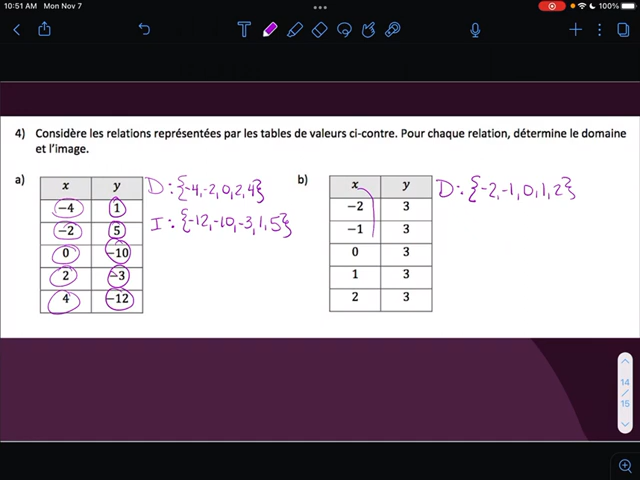 10:51 AM Mon Nov 7
100%
4) Considère les relations représentées par les tables de valeurs ci-contre. Pour chaque relation, détermine le domaine
et l'image.
a)
x y
−4 1
−2 5
0 −10
2 −3
4 −12
D : {-4,-2,0,2,4}
I : {-12,-10,-3,1,5}
b)
x y
−2 3
−1 3
0 3
1 3
2 3
D : {-2,-1,0,1,2}
14
/
15